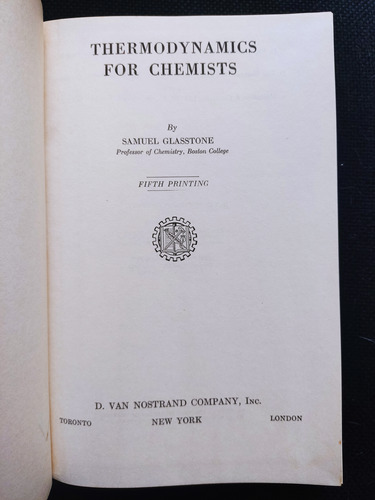 THERMODYNAMICS
FOR CHEMISTS
By
SAMUEL GLASSTONE
Professor of Chemistry, Boston College
FIFTH PRINTING
D. VAN NOSTRAND COMPANY, Inc.
TORONTO NEW YORK LONDON